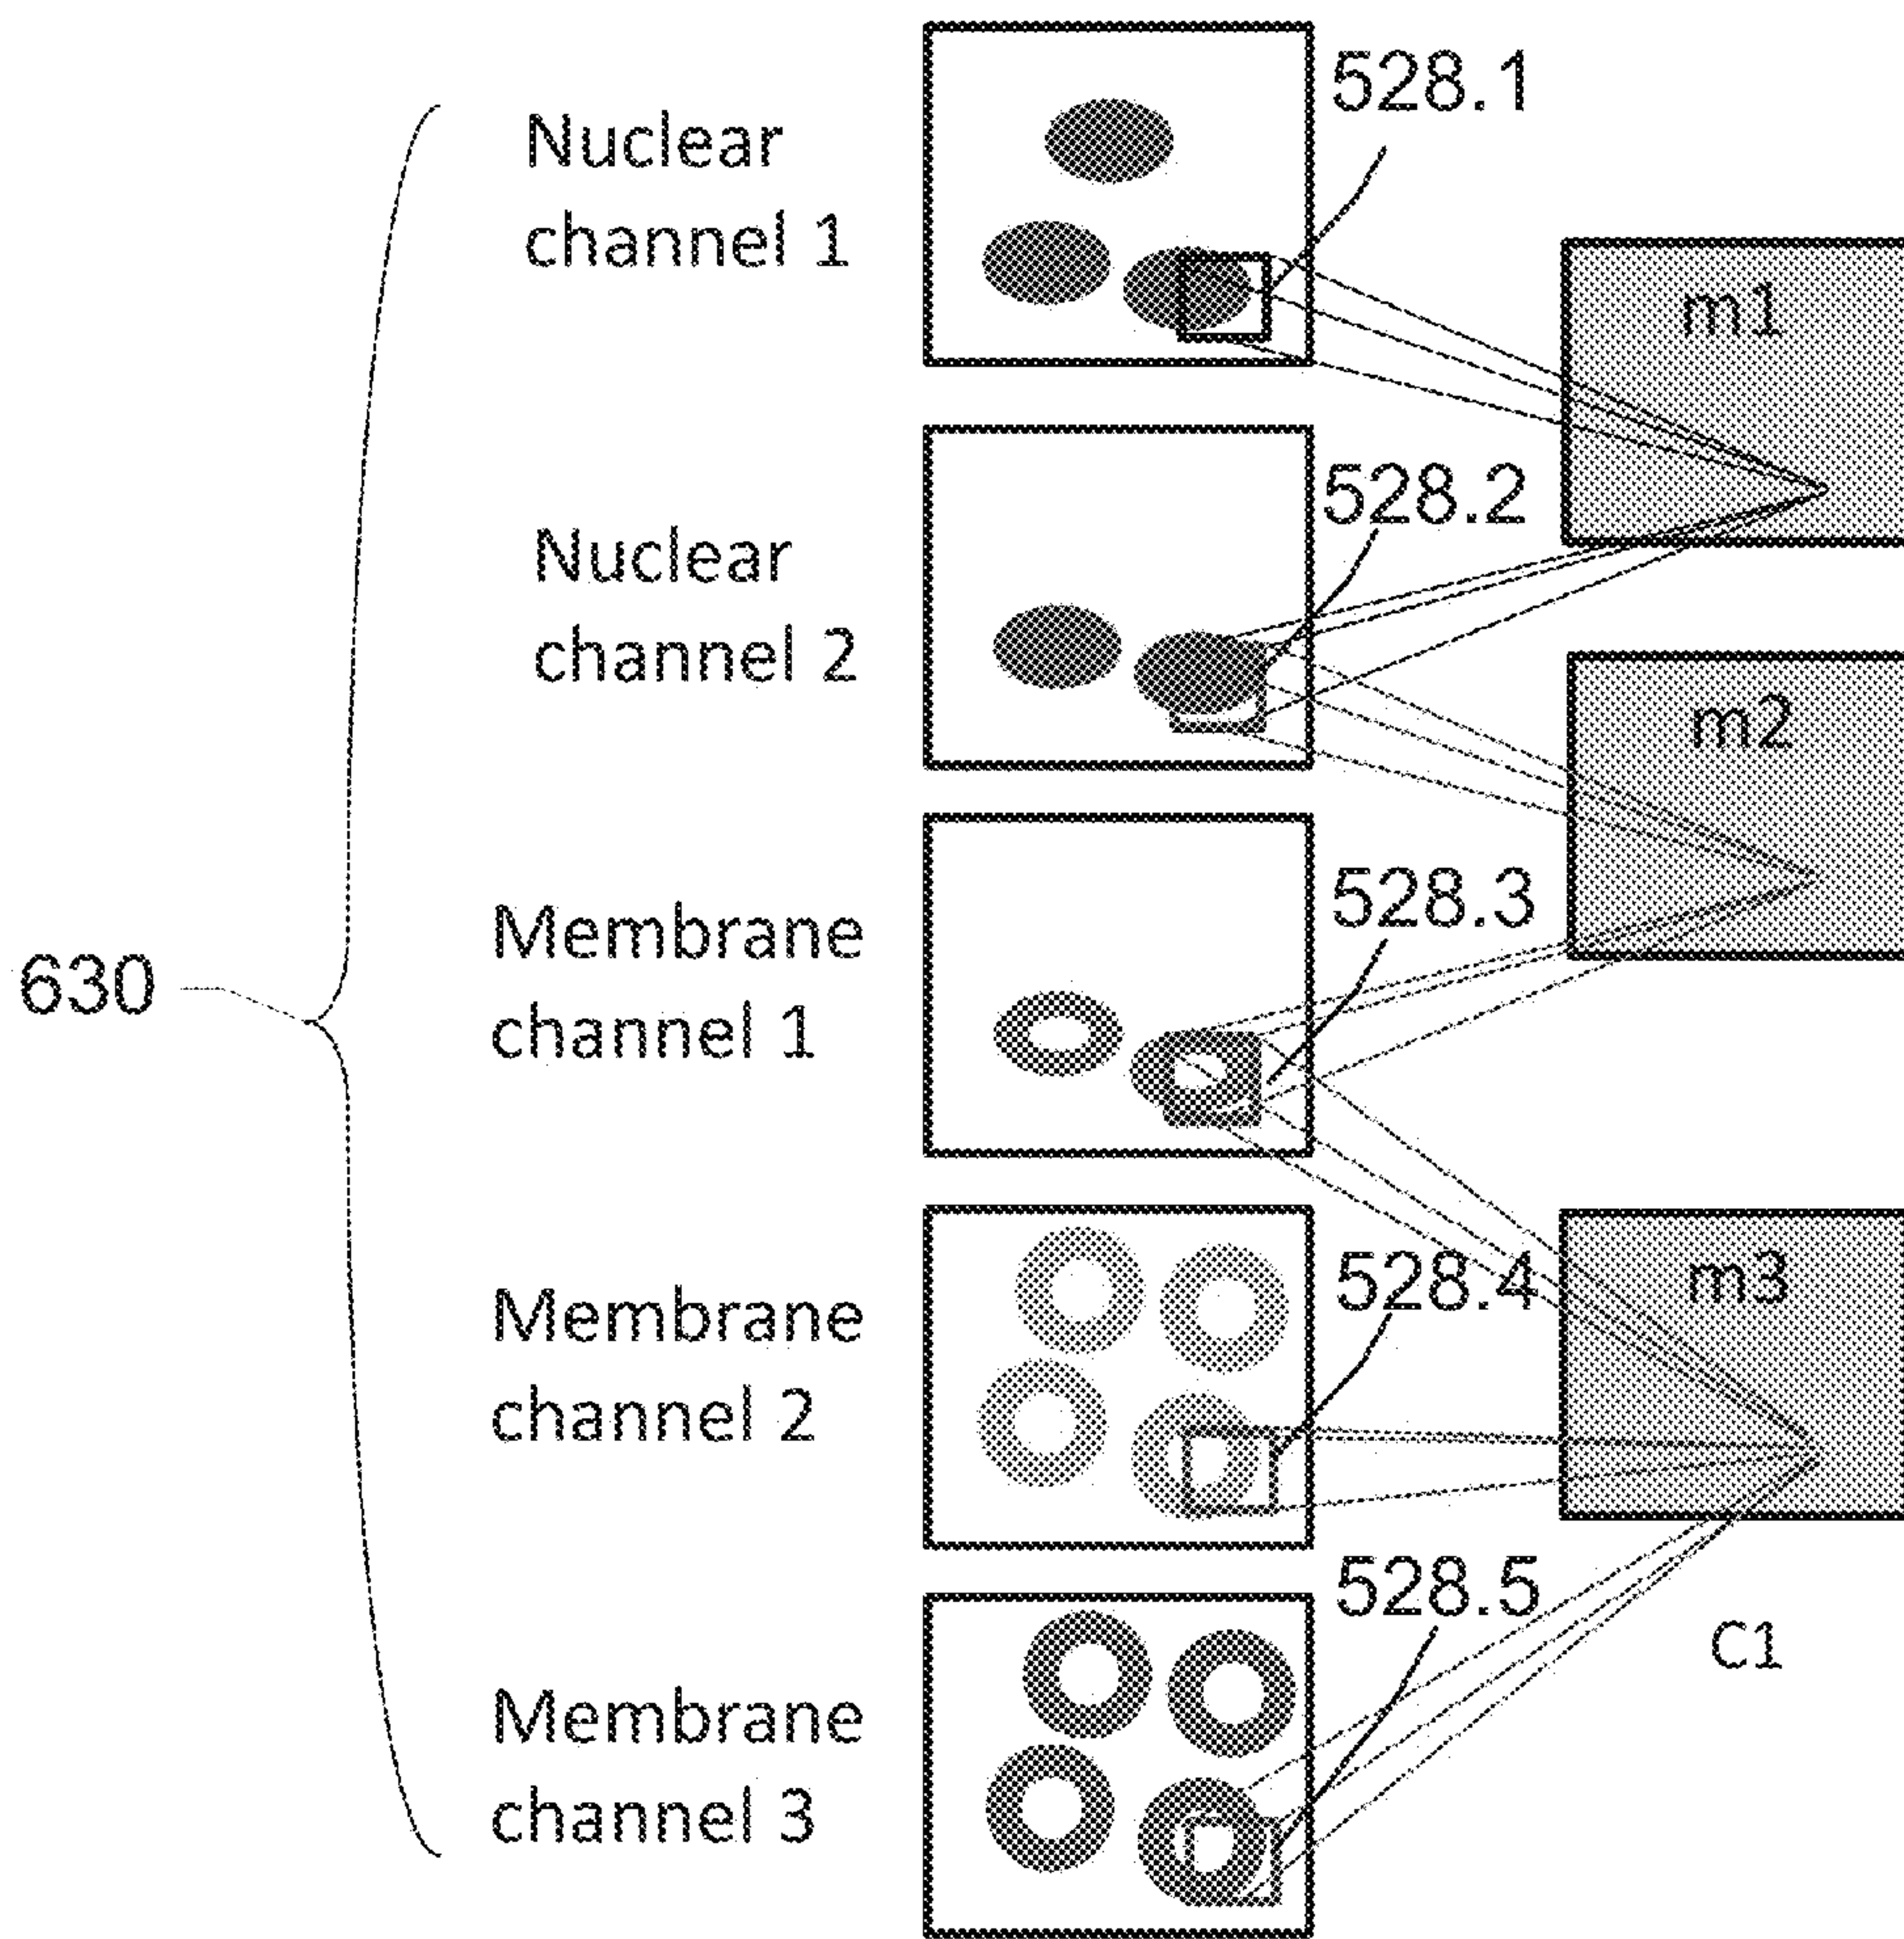 528.1
Nuclear
channel 1
m1
528.2
Nuclear
channel 2
m2
528.3
Membrane
channel 1
630
528.4
m3
Membrane
channel 2
528.5
C1
Membrane
channel 3